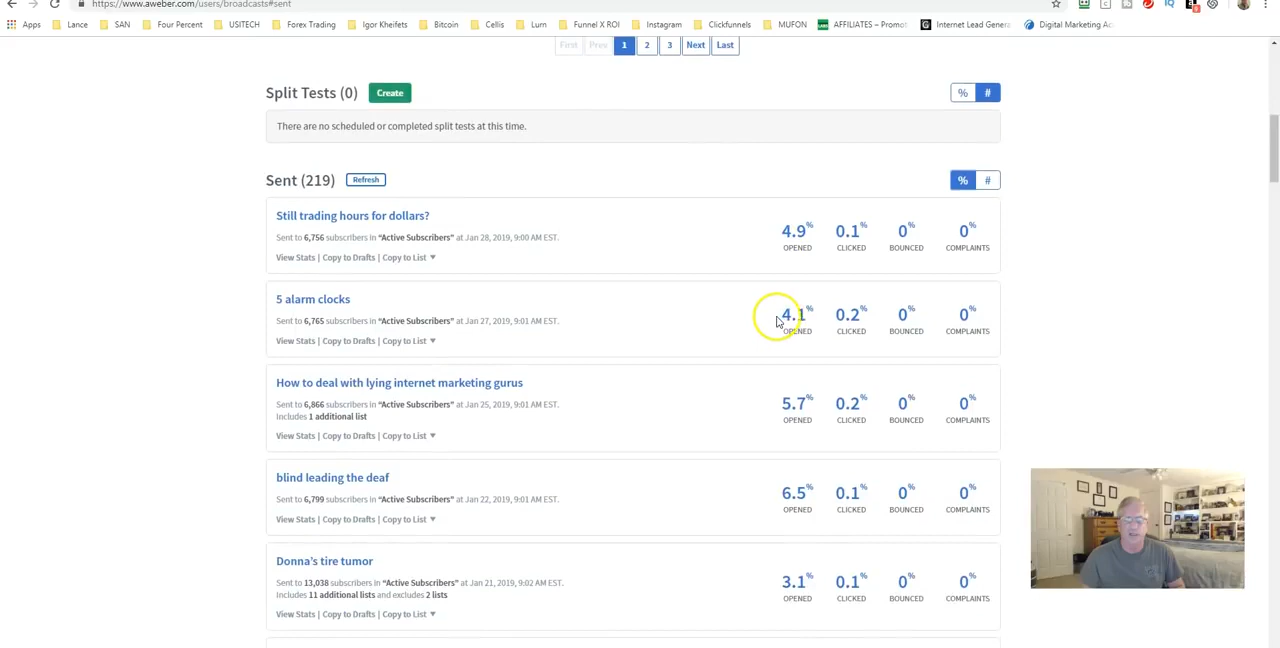 https://www.aweber.com/users/broadcasts#sent
Apps Lance Four Percent SAN USITECH Forex Trading Igor Kheifets Bitcoin Cellis Lurn Funnel X ROI Instagram Clickfunnels MUFON AFFILIATES – Promot Internet Lead Genera Digital Marketing Ac
First Prev 1 2 3 Next Last
Split Tests (0) Create % #
There are no scheduled or completed split tests at this time.
Sent (219) Refresh % #
Still trading hours for dollars?
Sent to 6,756 subscribers in “Active Subscribers” at Jan 28, 2019, 9:00 AM EST.
View Stats | Copy to Drafts | Copy to List ▼
4.9% 0.1% 0% 0%
OPENED CLICKED BOUNCED COMPLAINTS
5 alarm clocks
Sent to 6,765 subscribers in “Active Subscribers” at Jan 27, 2019, 9:01 AM EST.
View Stats | Copy to Drafts | Copy to List ▼
4.1% 0.2% 0% 0%
OPENED CLICKED BOUNCED COMPLAINTS
How to deal with lying internet marketing gurus
Sent to 6,866 subscribers in “Active Subscribers” at Jan 25, 2019, 9:01 AM EST.
Includes 1 additional list
View Stats | Copy to Drafts | Copy to List ▼
5.7% 0.2% 0% 0%
OPENED CLICKED BOUNCED COMPLAINTS
blind leading the deaf
Sent to 6,799 subscribers in “Active Subscribers” at Jan 22, 2019, 9:01 AM EST.
View Stats | Copy to Drafts | Copy to List ▼
6.5% 0.1% 0% 0%
OPENED CLICKED BOUNCED COMPLAINTS
Donna’s tire tumor
Sent to 13,038 subscribers in “Active Subscribers” at Jan 21, 2019, 9:02 AM EST.
Includes 11 additional lists and excludes 2 lists
View Stats | Copy to Drafts | Copy to List ▼
3.1% 0.1% 0% 0%
OPENED CLICKED BOUNCED COMPLAINTS